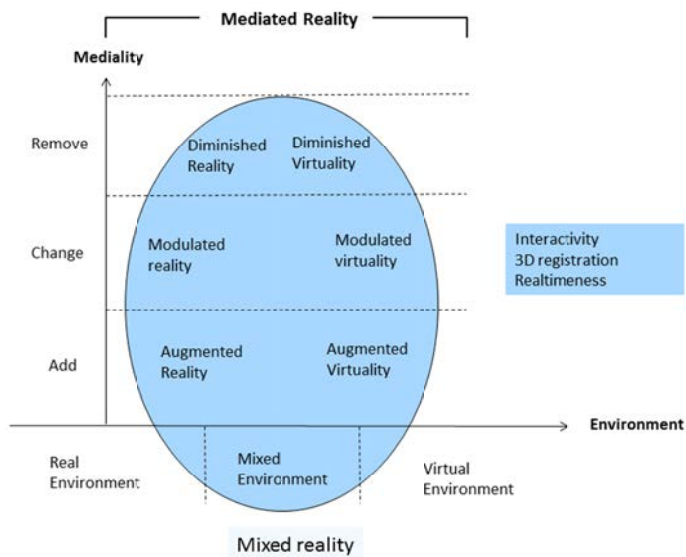 Mediated Reality
Mediality
Remove
Diminished
Reality
Diminished
Virtuality
Change
Modulated
reality
Modulated
virtuality
Interactivity
3D registration
Realtimeness
Add
Augmented
Reality
Augmented
Virtuality
Environment
Real
Environment
Mixed
Environment
Virtual
Environment
Mixed reality